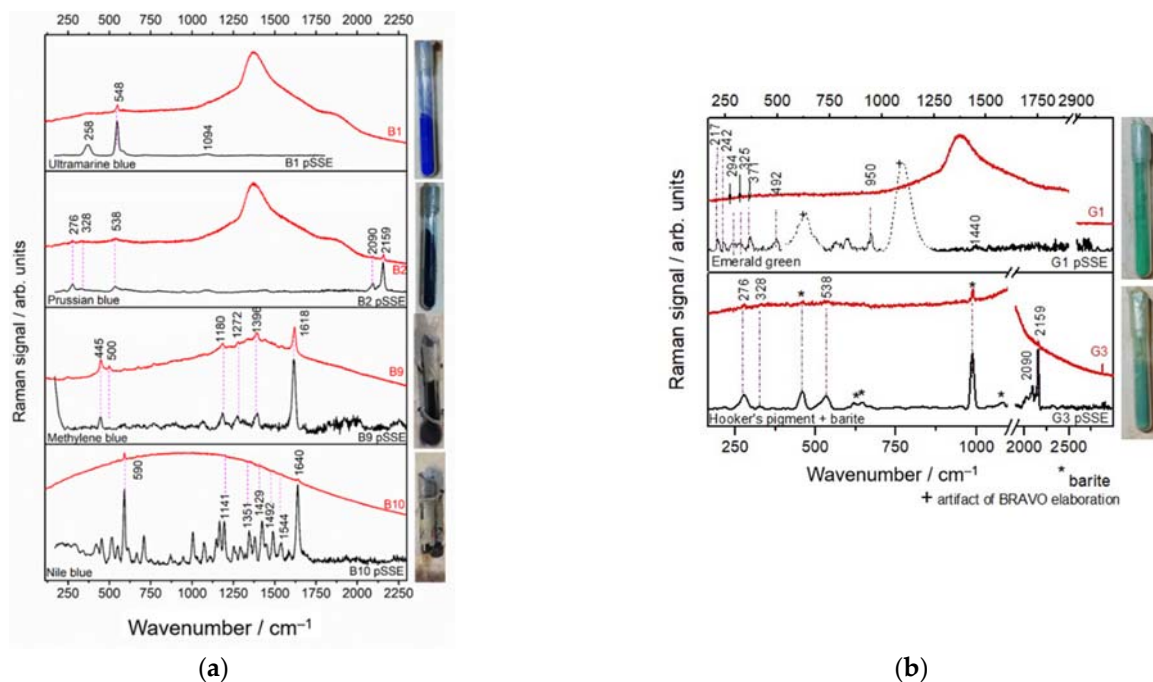 250 500 750 1000 1250 1500 1750 2000 2250
548
258
1094
B1
Ultramarine blue
B1 pSSE
276
328
538
2090
2159
B2
Prussian blue
B2 pSSE
445
500
1180
1272
1396
1618
B9
Methylene blue
B9 pSSE
590
1141
1351
1429
1492
1544
1640
B10
Nile blue
B10 pSSE
250 500 750 1000 1250 1500 1750 2000 2250
Raman signal / arb. units
Wavenumber / cm⁻¹
(a)
250 500 750 1000 1250 1500 1750 2900
217
242
294
325
371
492
+
950
+
1440
G1
Emerald green
G1 pSSE
276
328
*
538
* *
*
*
2090
2159
G3
Hooker's pigment + barite
G3 pSSE
250 500 750 1000 2000 2500
Raman signal / arb. units
Wavenumber / cm⁻¹
* barite
+ artifact of BRAVO elaboration
(b)